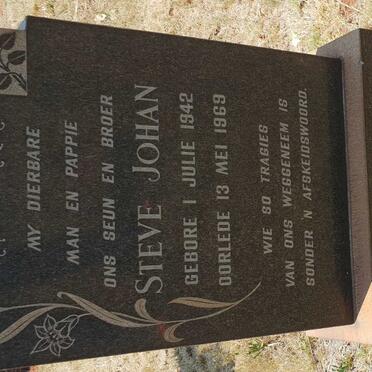 MY DIERBARE
MAN EN PAPPIE
ONS SEUN EN BROER
STEVE JOHAN
GEBORE 1 JULIE 1942
OORLEDE 13 MEI 1969
WIE SO TRAGIES
VAN ONS WEGGENEEM IS
SONDER N AFSKEIDSWOORD.